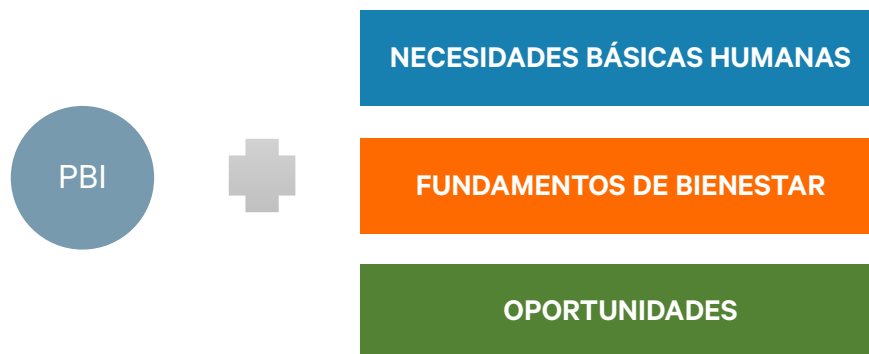 PBI
NECESIDADES BÁSICAS HUMANAS
FUNDAMENTOS DE BIENESTAR
OPORTUNIDADES